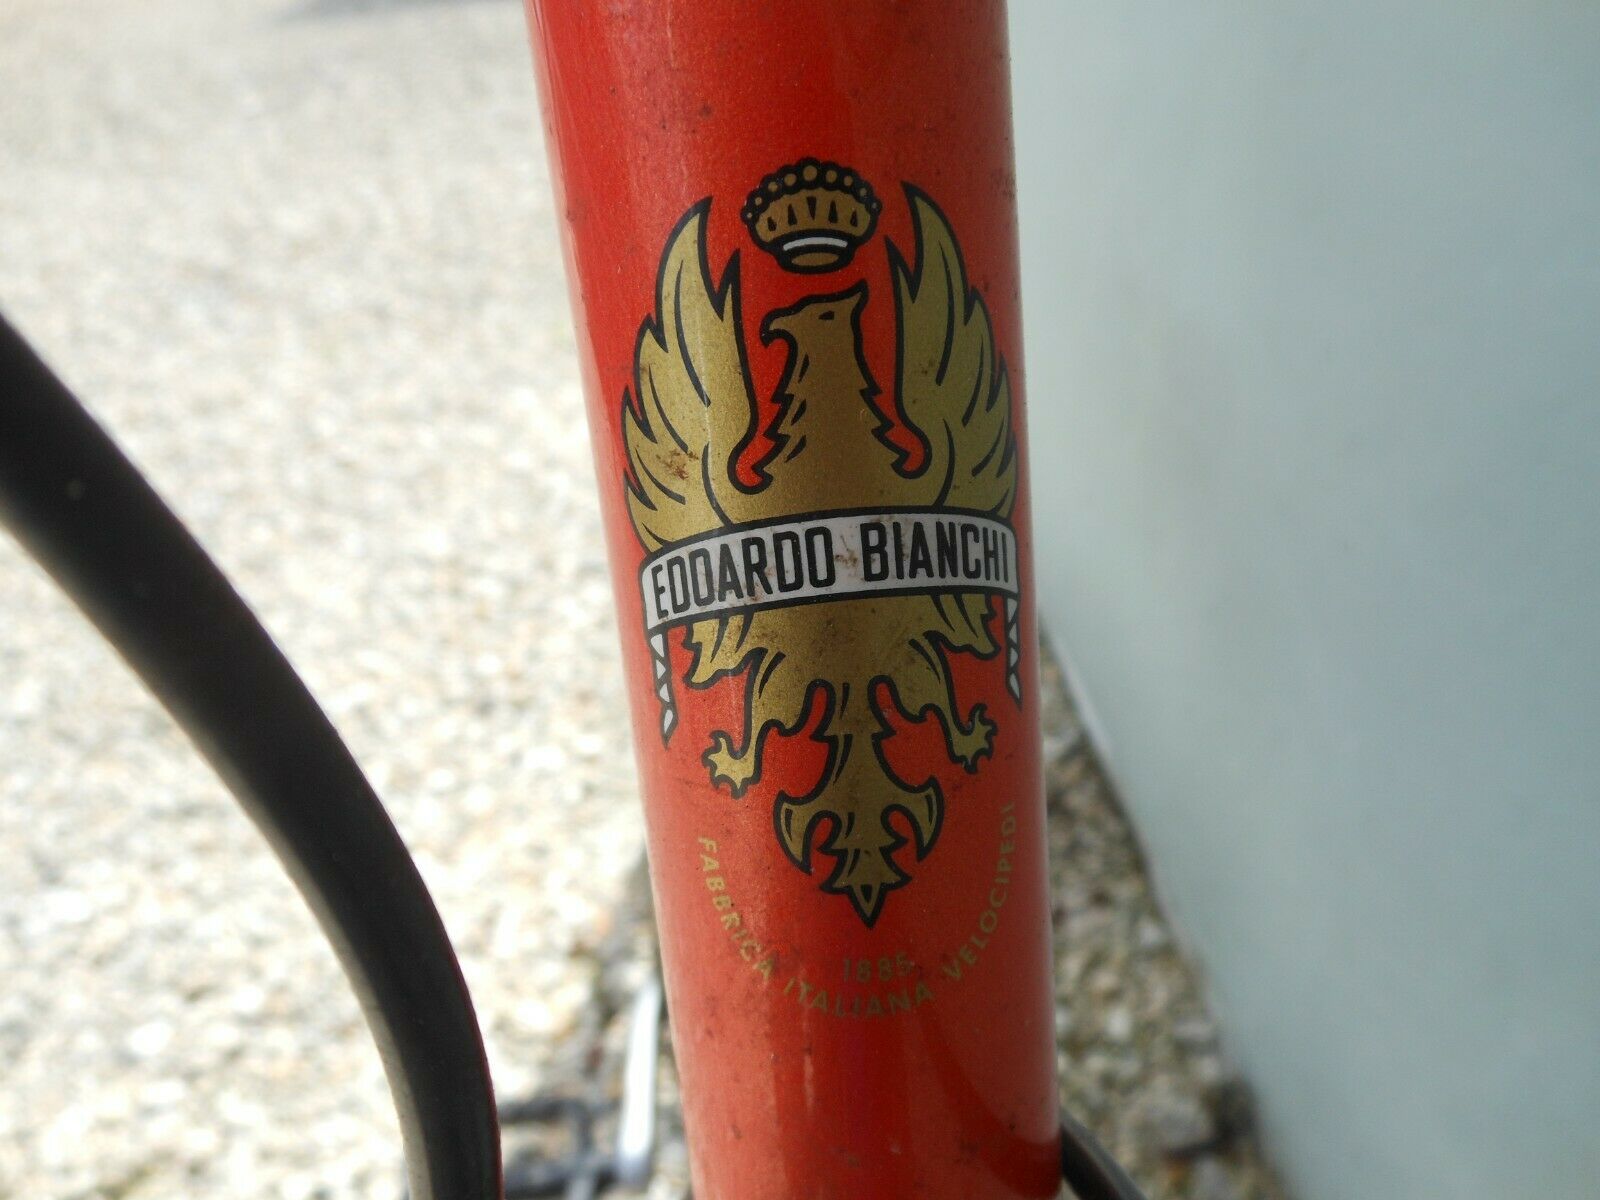 EDOARDO BIANCHI
1885
FABBRICA ITALIANA VELOCIPEDI